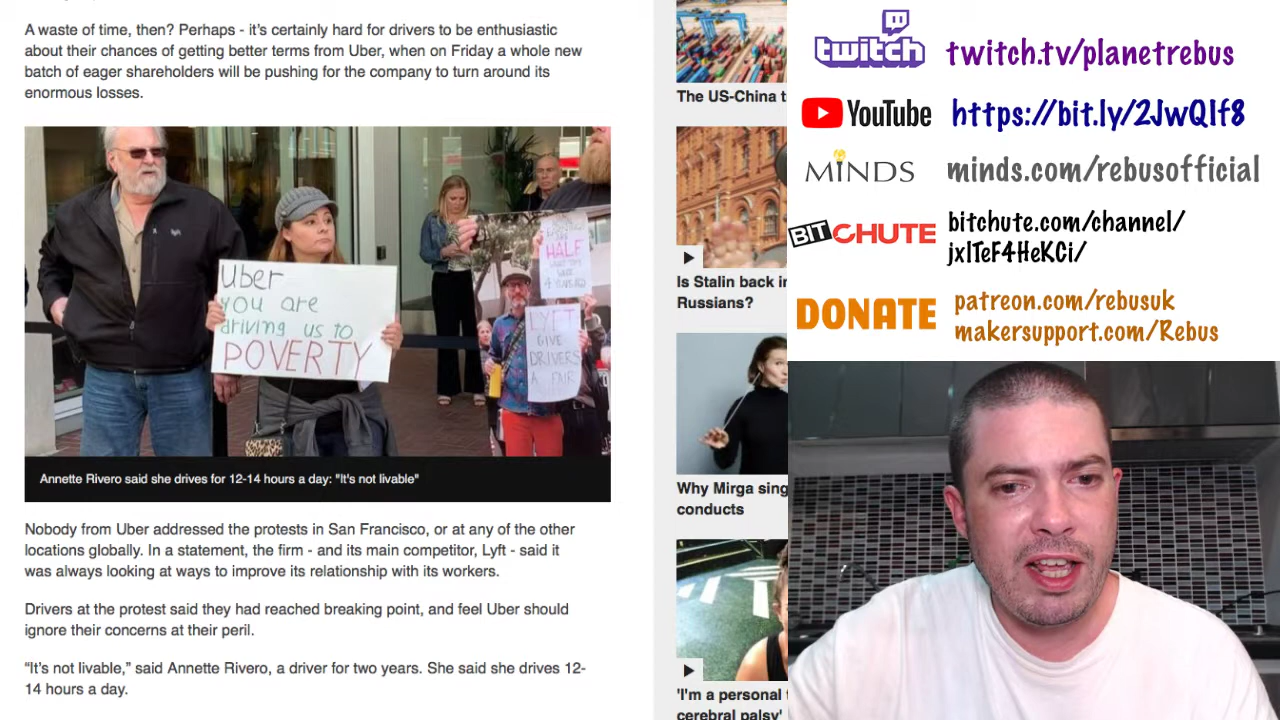 A waste of time, then? Perhaps - it's certainly hard for drivers to be enthusiastic
about their chances of getting better terms from Uber, when on Friday a whole new
batch of eager shareholders will be pushing for the company to turn around its
enormous losses.
Uber
you are
driving us to
POVERTY
HALF
LYFT
GIVE
DRIVERS
A FAIR
Annette Rivero said she drives for 12-14 hours a day: "It's not livable"
Nobody from Uber addressed the protests in San Francisco, or at any of the other
locations globally. In a statement, the firm - and its main competitor, Lyft - said it
was always looking at ways to improve its relationship with its workers.
Drivers at the protest said they had reached breaking point, and feel Uber should
ignore their concerns at their peril.
“It's not livable,” said Annette Rivero, a driver for two years. She said she drives 12-
14 hours a day.
The US-China t
Is Stalin back in
Russians?
Why Mirga sing
conducts
'I'm a personal t
cerebral palsy'
twitch twitch.tv/planetrebus
YouTube https://bit.ly/2JwQIf8
MINDS minds.com/rebusofficial
BITCHUTE bitchute.com/channel/
jxlTeF4HeKCi/
DONATE patreon.com/rebusuk
makersupport.com/Rebus